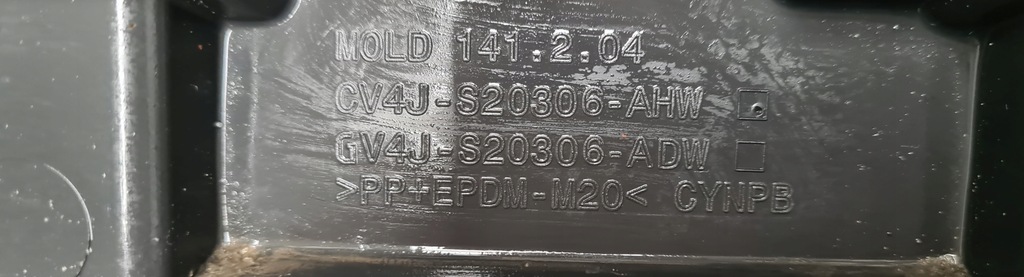 MOLD 141.2.04
CV4J-S20306-AHW
GV4J-S20306-ADW
>PP+EPDM-M20< CYNPB